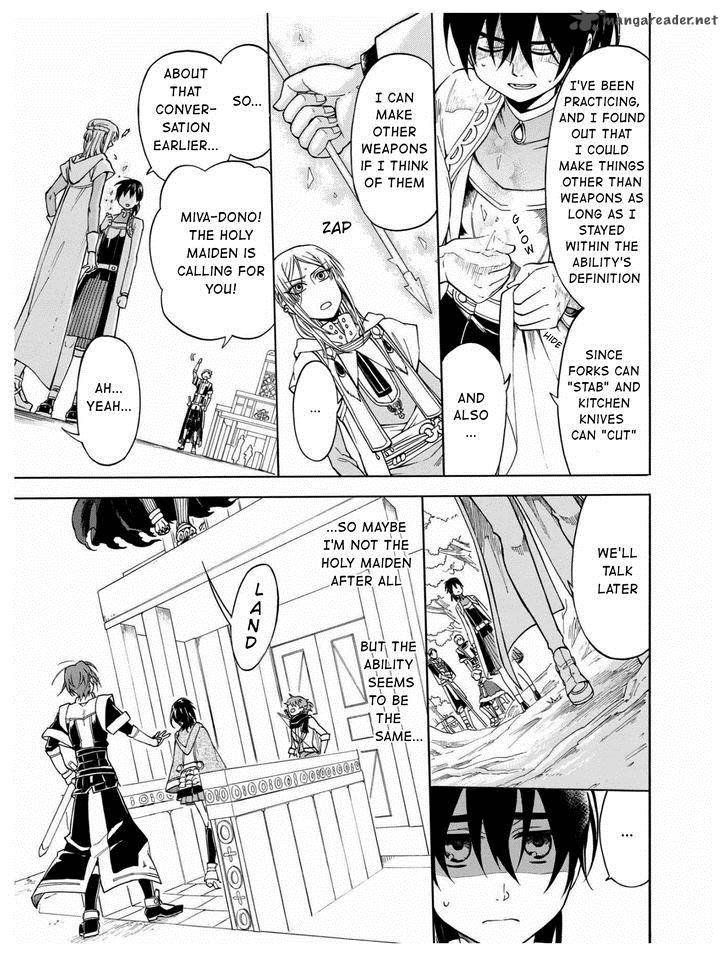 mangareader.net
I'VE BEEN
PRACTICING,
AND I FOUND
OUT THAT
I COULD
MAKE THINGS
OTHER THAN
WEAPONS AS
LONG AS I
STAYED
WITHIN THE
ABILITY'S
DEFINITION
GLOW
HIDE
SINCE
FORKS CAN
"STAB" AND
KITCHEN
KNIVES
CAN "CUT"
AND
ALSO
...
I CAN
MAKE
OTHER
WEAPONS
IF I THINK
OF THEM
ZAP
...
SO...
ABOUT
THAT
CONVER-
SATION
EARLIER...
MIVA-DONO!
THE HOLY
MAIDEN IS
CALLING FOR
YOU!
AH...
YEAH...
WE'LL
TALK
LATER
...
...SO MAYBE
I'M NOT THE
HOLY MAIDEN
AFTER ALL
BUT THE
ABILITY
SEEMS
TO BE
THE
SAME...
LAND